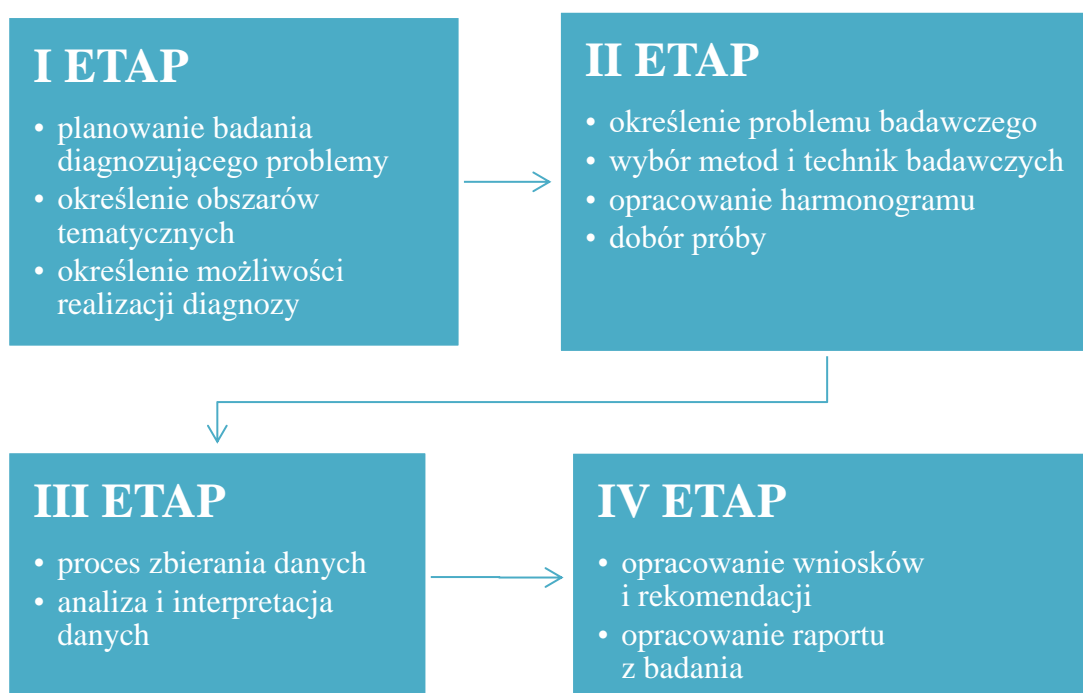 I ETAP
• planowanie badania
diagnozującego problemy
• określenie obszarów
tematycznych
• określenie możliwości
realizacji diagnozy
II ETAP
• określenie problemu badawczego
• wybór metod i technik badawczych
• opracowanie harmonogramu
• dobór próby
III ETAP
• proces zbierania danych
• analiza i interpretacja
danych
IV ETAP
• opracowanie wniosków
i rekomendacji
• opracowanie raportu
z badania